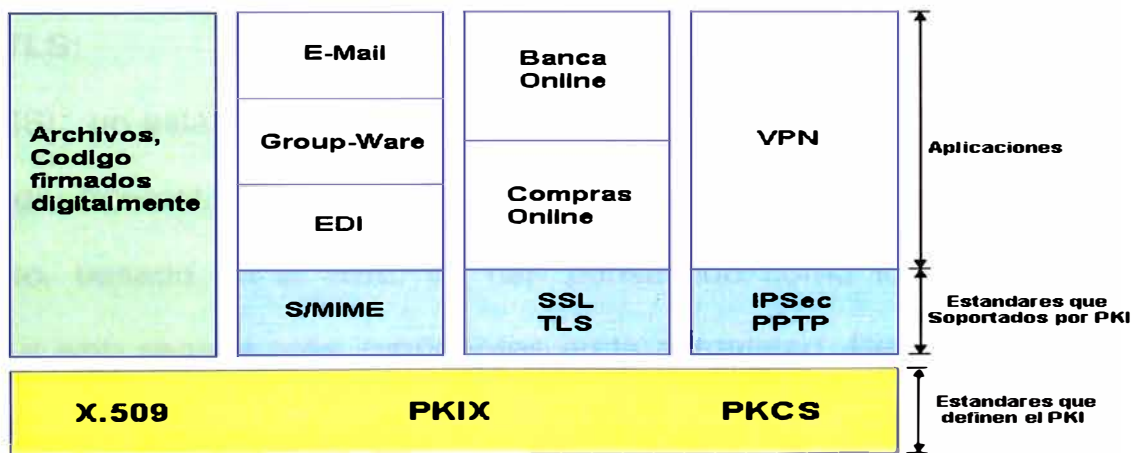 Archivos,
Codigo
firmados
digitalmente
E-Mail
Group-Ware
EDI
S/MIME
Banca
Online
Compras
Online
SSL
TLS
VPN
IPSec
PPTP
Aplicaciones
Estandares que
Soportados por PKI
X.509 PKIX PKCS
Estandares que
definen el PKI